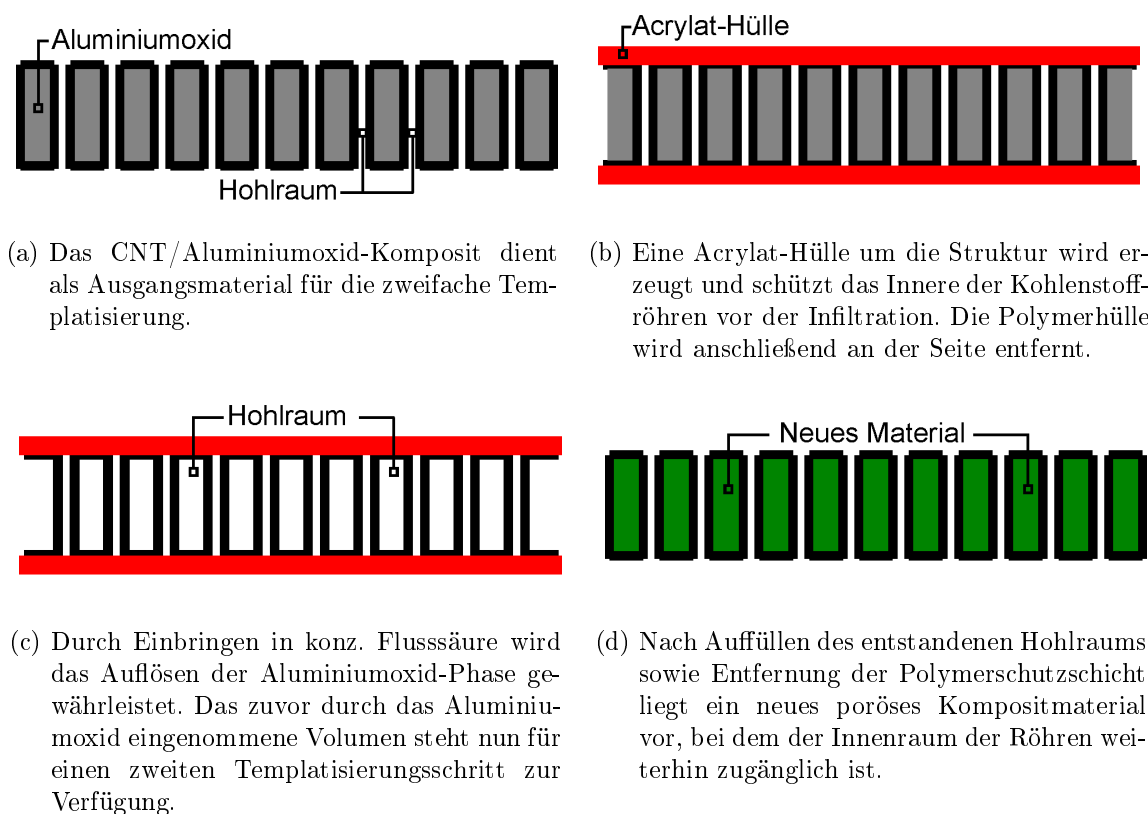 Aluminiumoxid
Hohlraum
(a) Das CNT/Aluminiumoxid-Komposit dient
als Ausgangsmaterial für die zweifache Tem-
platisierung.
Acrylat-Hülle
(b) Eine Acrylat-Hülle um die Struktur wird er-
zeugt und schützt das Innere der Kohlenstoff-
röhren vor der Infiltration. Die Polymerhülle
wird anschließend an der Seite entfernt.
Hohlraum
(c) Durch Einbringen in konz. Flusssäure wird
das Auflösen der Aluminiumoxid-Phase ge-
währleistet. Das zuvor durch das Aluminiu-
moxid eingenommene Volumen steht nun für
einen zweiten Templatisierungsschritt zur
Verfügung.
Neues Material
(d) Nach Auffüllen des entstandenen Hohlraums
sowie Entfernung der Polymerschutzschicht
liegt ein neues poröses Kompositmaterial
vor, bei dem der Innenraum der Röhren wei-
terhin zugänglich ist.